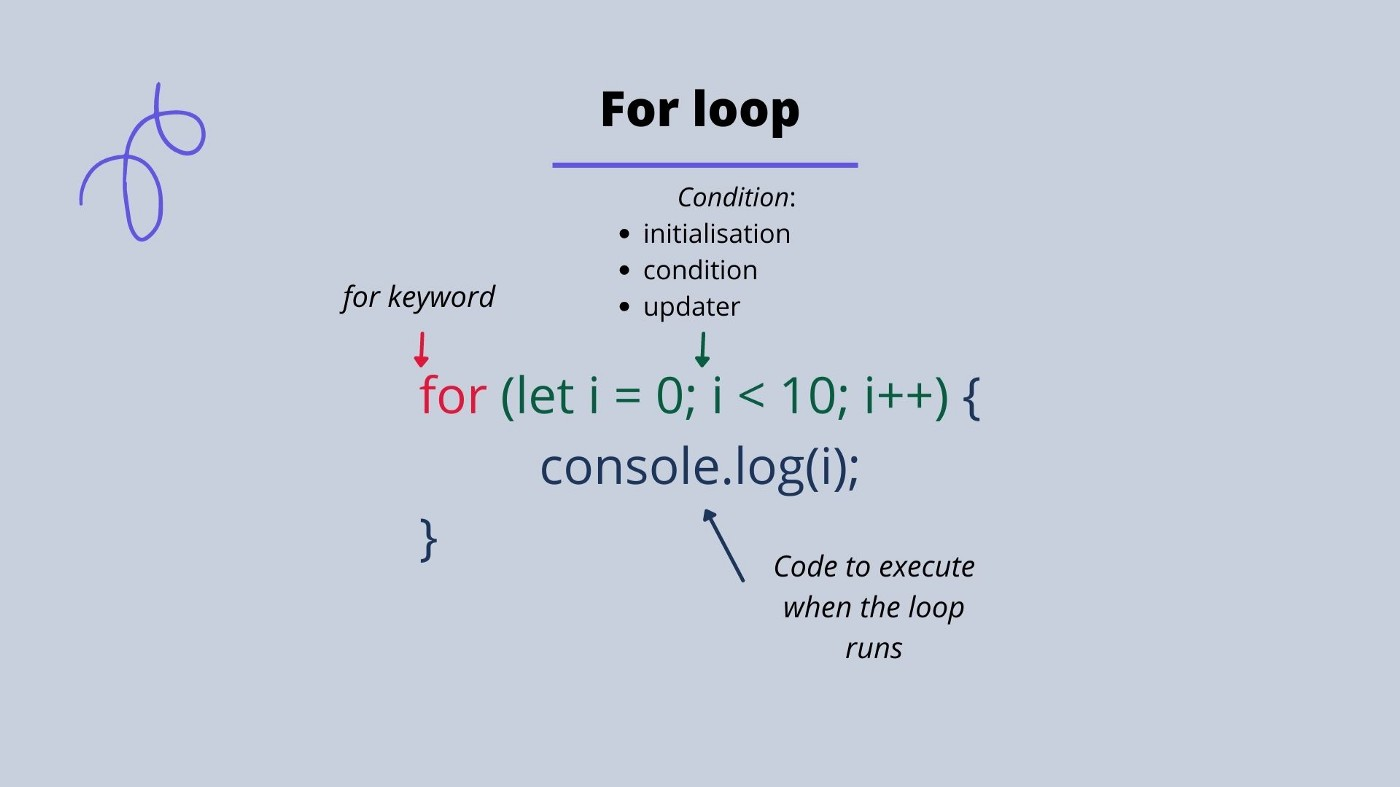 For loop
Condition:
• initialisation
• condition
• updater
for keyword
for (let i = 0; i < 10; i++) {
console.log(i);
}
Code to execute
when the loop
runs